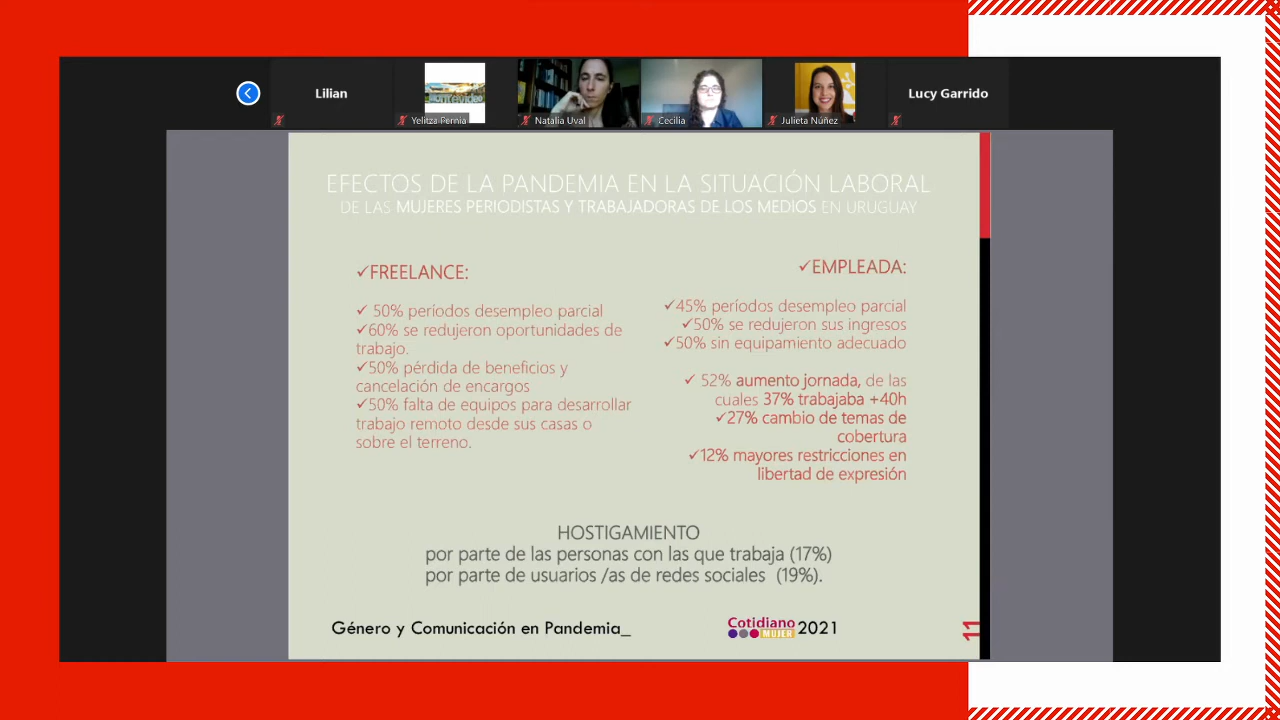 Lilian
Yelitza Pernia
Natalia Uval
Cecilia
Julieta Núñez
Lucy Garrido
EFECTOS DE LA PANDEMIA EN LA SITUACIÓN LABORAL
DE LAS MUJERES PERIODISTAS Y TRABAJADORAS DE LOS MEDIOS EN URUGUAY
✓FREELANCE:
✓ 50% períodos desempleo parcial
✓60% se redujeron oportunidades de
trabajo.
✓50% pérdida de beneficios y
cancelación de encargos
✓50% falta de equipos para desarrollar
trabajo remoto desde sus casas o
sobre el terreno.
✓EMPLEADA:
✓45% períodos desempleo parcial
✓50% se redujeron sus ingresos
✓50% sin equipamiento adecuado
✓ 52% aumento jornada, de las
cuales 37% trabajaba +40h
✓27% cambio de temas de
cobertura
✓12% mayores restricciones en
libertad de expresión
HOSTIGAMIENTO
por parte de las personas con las que trabaja (17%)
por parte de usuarios /as de redes sociales (19%).
Género y Comunicación en Pandemia_
Cotidiano
MUJER
2021
11